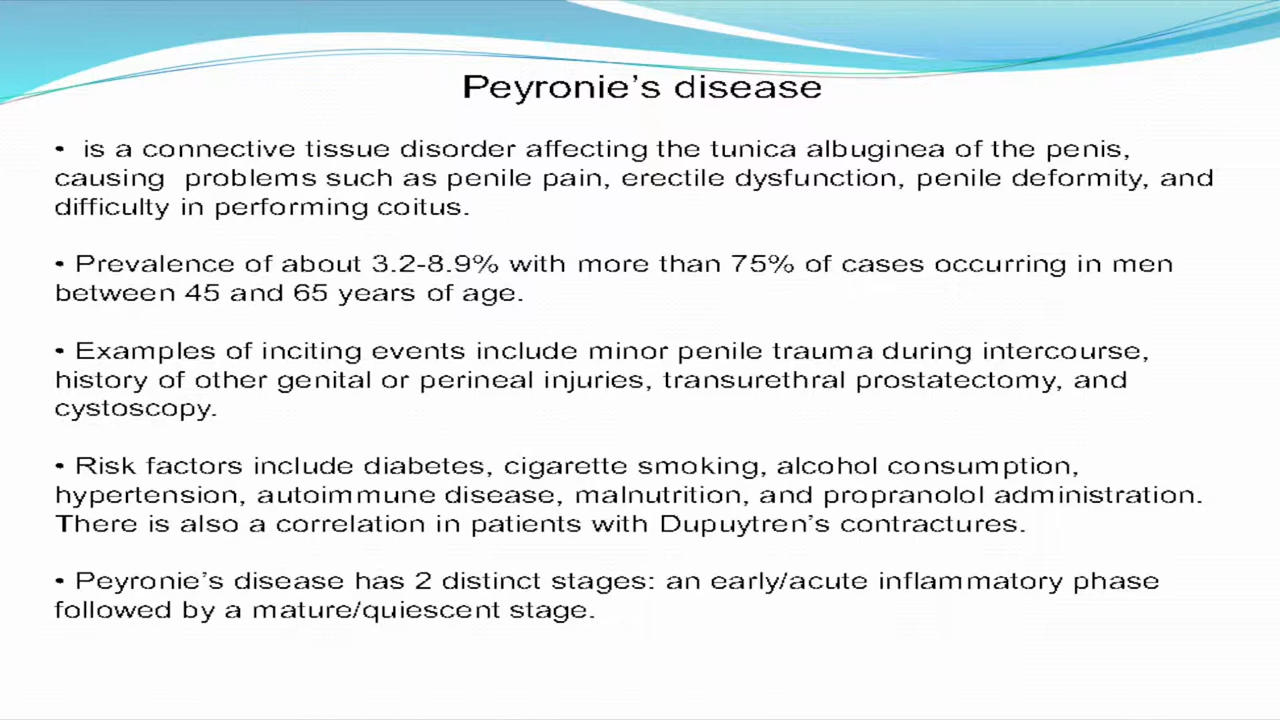 Peyronie's disease
• is a connective tissue disorder affecting the tunica albuginea of the penis,
causing problems such as penile pain, erectile dysfunction, penile deformity, and
difficulty in performing coitus.
• Prevalence of about 3.2-8.9% with more than 75% of cases occurring in men
between 45 and 65 years of age.
• Examples of inciting events include minor penile trauma during intercourse,
history of other genital or perineal injuries, transurethral prostatectomy, and
cystoscopy.
• Risk factors include diabetes, cigarette smoking, alcohol consumption,
hypertension, autoimmune disease, malnutrition, and propranolol administration.
There is also a correlation in patients with Dupuytren's contractures.
• Peyronie's disease has 2 distinct stages: an early/acute inflammatory phase
followed by a mature/quiescent stage.